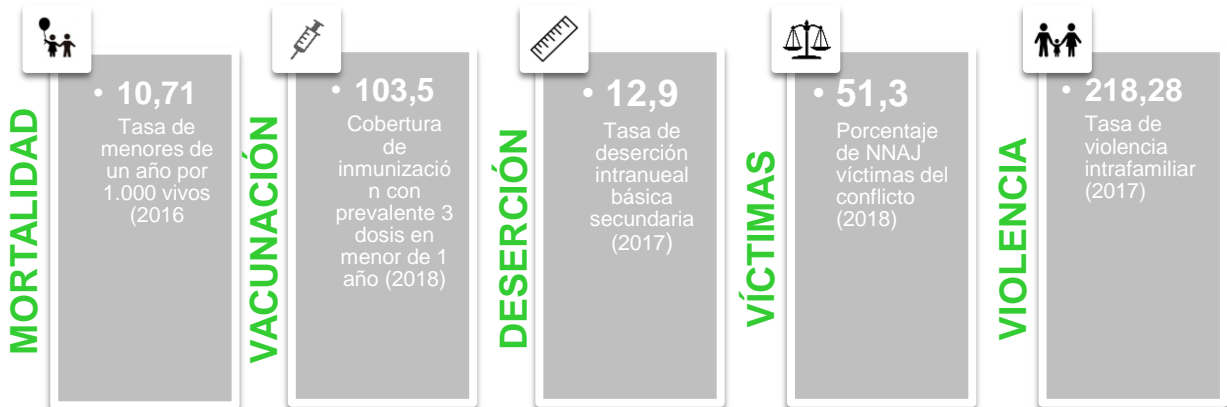 MORTALIDAD
• 10,71
Tasa de
menores de
un año por
1.000 vivos
(2016
VACUNACIÓN
• 103,5
Cobertura
de
inmunizació
n con
prevalente 3
dosis en
menor de 1
año (2018)
DESERCIÓN
• 12,9
Tasa de
deserción
intranueal
básica
secundaria
(2017)
VÍCTIMAS
• 51,3
Porcentaje
de NNAJ
víctimas del
conflicto
(2018)
VIOLENCIA
• 218,28
Tasa de
violencia
intrafamiliar
(2017)